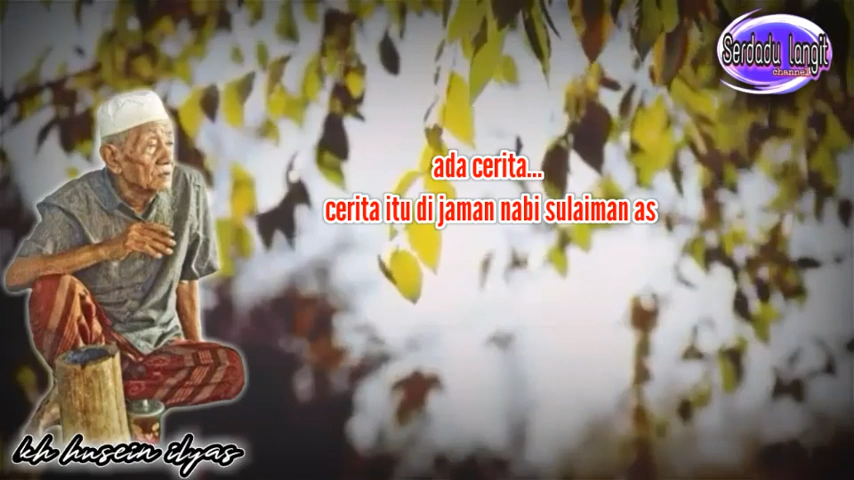 Serdadu langit
channel
ada cerita...
cerita itu di jaman nabi sulaiman as
kh husein ilyas